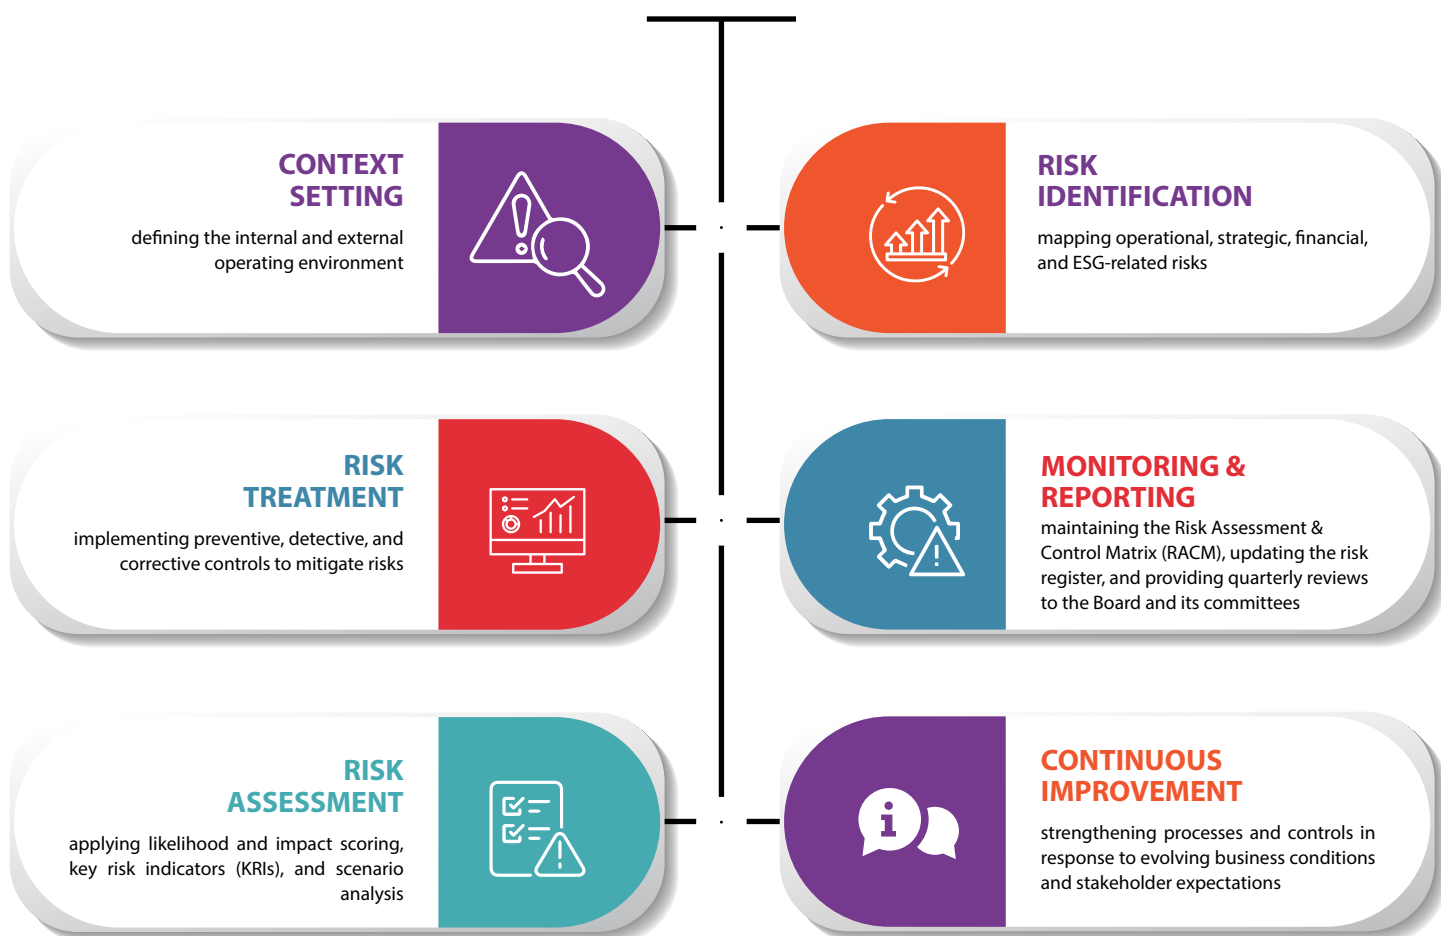 CONTEXT
SETTING
defining the internal and external
operating environment
RISK
IDENTIFICATION
mapping operational, strategic, financial,
and ESG-related risks
RISK
TREATMENT
implementing preventive, detective, and
corrective controls to mitigate risks
MONITORING &
REPORTING
maintaining the Risk Assessment &
Control Matrix (RACM), updating the risk
register, and providing quarterly reviews
to the Board and its committees
RISK
ASSESSMENT
applying likelihood and impact scoring,
key risk indicators (KRIs), and scenario
analysis
CONTINUOUS
IMPROVEMENT
strengthening processes and controls in
response to evolving business conditions
and stakeholder expectations